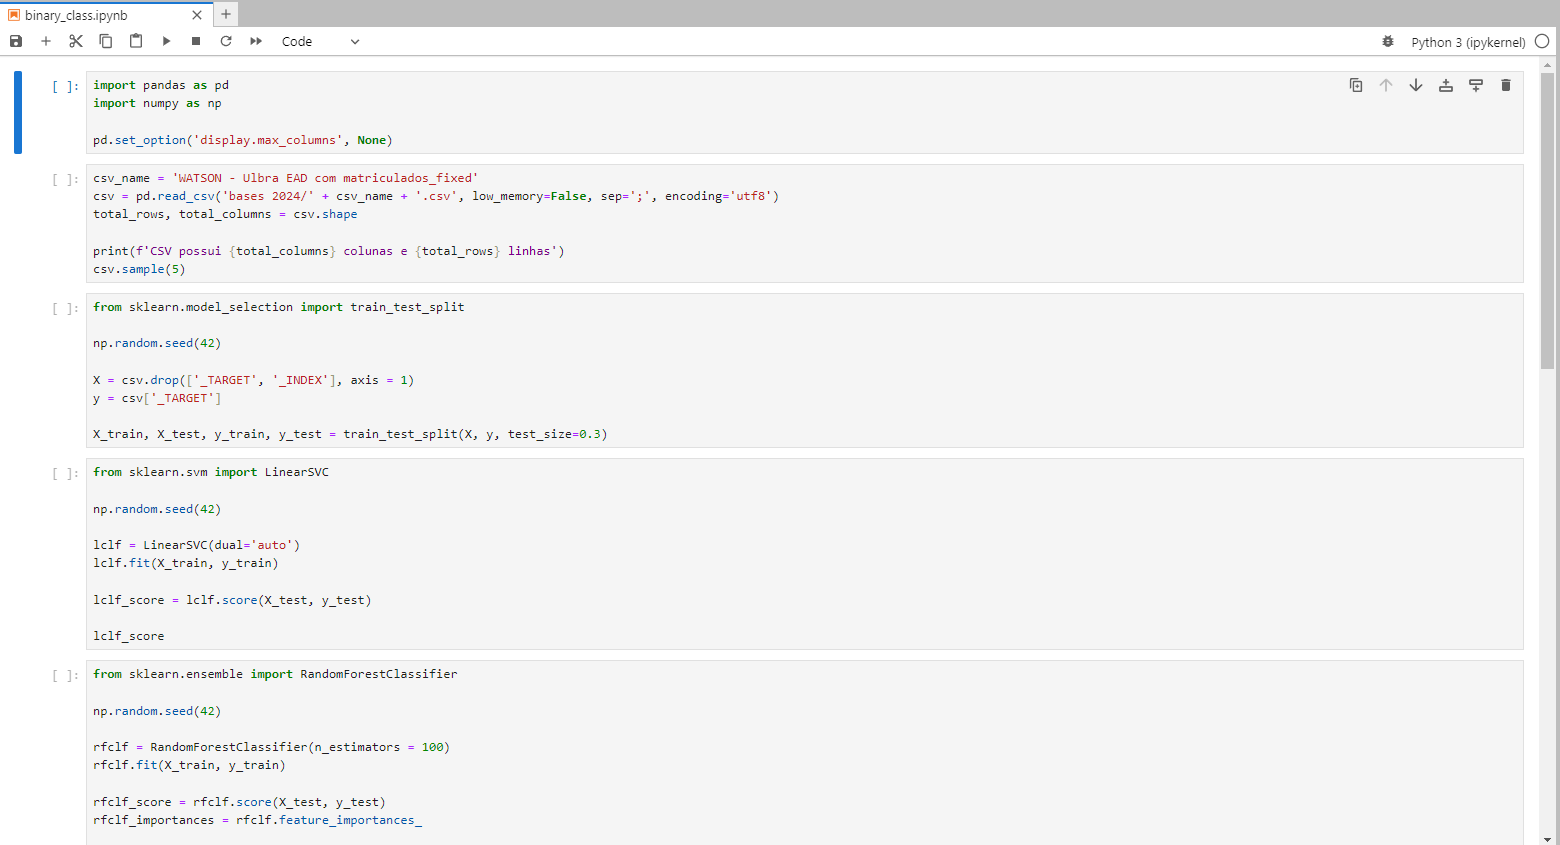 binary_class.ipynb
Code
Python 3 (ipykernel)
[ ]:
import pandas as pd
import numpy as np
pd.set_option('display.max_columns', None)
[ ]:
csv_name = 'WATSON - Ulbra EAD com matriculados_fixed'
csv = pd.read_csv('bases 2024/' + csv_name + '.csv', low_memory=False, sep=';', encoding='utf8')
total_rows, total_columns = csv.shape
print(f'CSV possui {total_columns} colunas e {total_rows} linhas')
csv.sample(5)
[ ]:
from sklearn.model_selection import train_test_split
np.random.seed(42)
X = csv.drop(['_TARGET', '_INDEX'], axis = 1)
y = csv['_TARGET']
X_train, X_test, y_train, y_test = train_test_split(X, y, test_size=0.3)
[ ]:
from sklearn.svm import LinearSVC
np.random.seed(42)
lclf = LinearSVC(dual='auto')
lclf.fit(X_train, y_train)
lclf_score = lclf.score(X_test, y_test)
lclf_score
[ ]:
from sklearn.ensemble import RandomForestClassifier
np.random.seed(42)
rfclf = RandomForestClassifier(n_estimators = 100)
rfclf.fit(X_train, y_train)
rfclf_score = rfclf.score(X_test, y_test)
rfclf_importances = rfclf.feature_importances_